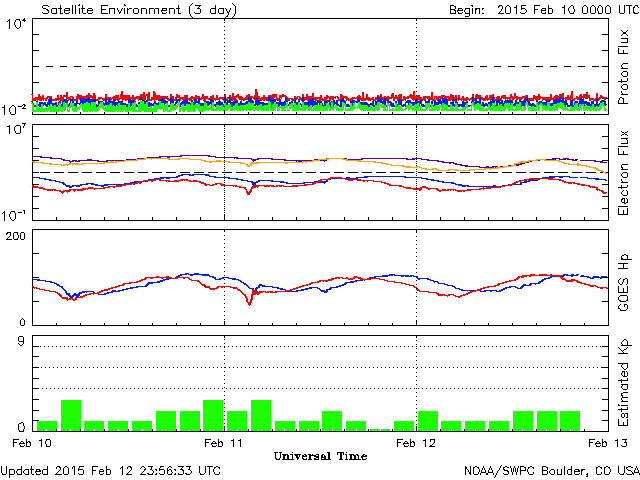 Satellite Environment (3 day) Begin: 2015 Feb 10 0000 UTC
10⁴
10⁻²
Proton Flux
10⁷
10⁻¹
Electron Flux
200
0
GOES Hp
9
0
Estimated Kp
Feb 10 Feb 11 Feb 12 Feb 13
Universal Time
Updated 2015 Feb 12 23:56:33 UTC NOAA/SWPC Boulder, CO USA